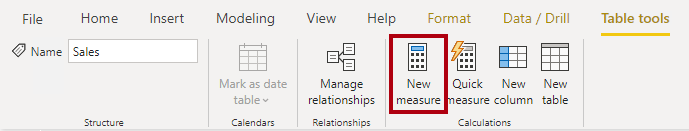 File Home Insert Modeling View Help Format Data / Drill Table tools
Name Sales
Mark as date table
Manage relationships
New measure
Quick measure
New column
New table
Structure Calendars Relationships Calculations